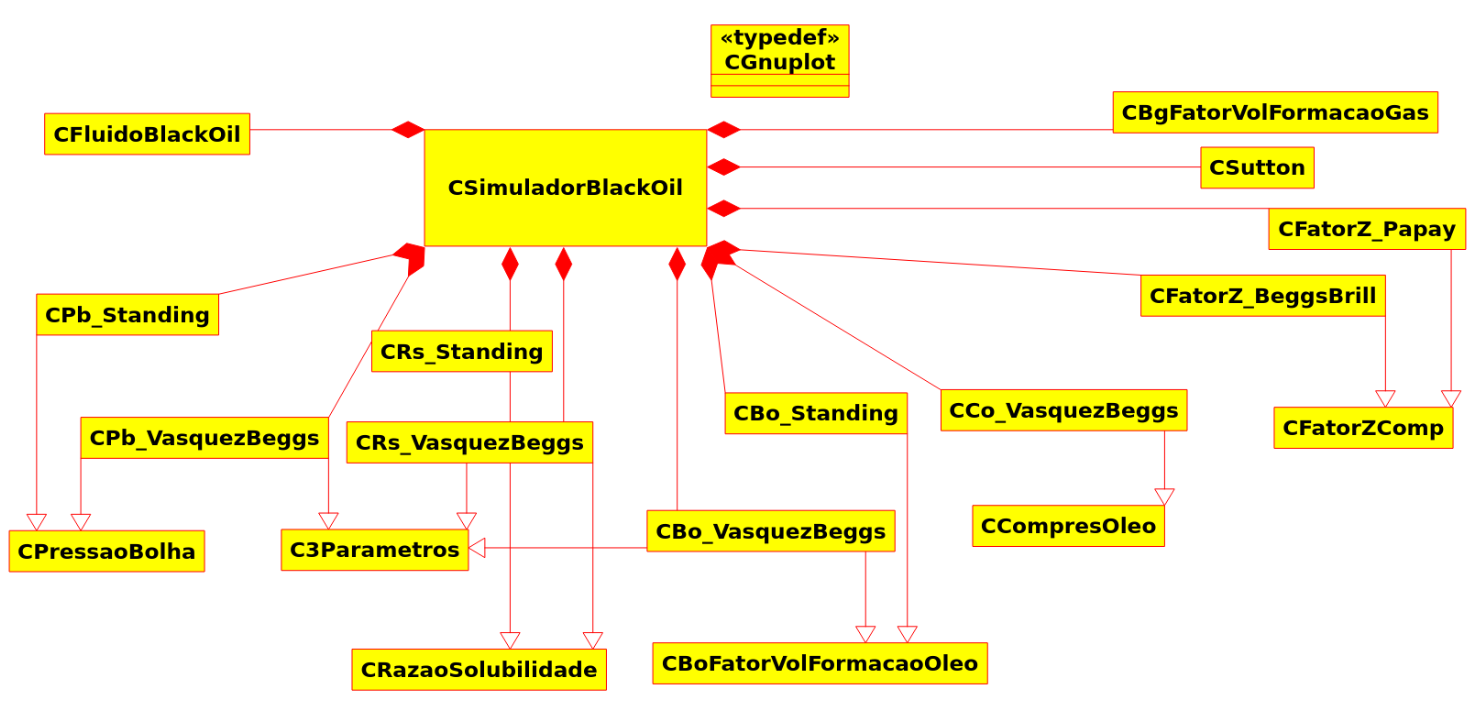 «typedef»
CGnuplot
CBgFatorVolFormacaoGas
CFluidoBlackOil
CSutton
CSimuladorBlackOil
CFatorZ_Papay
CFatorZ_BeggsBrill
CPb_Standing
CRs_Standing
CBo_Standing
CCo_VasquezBeggs
CFatorZComp
CPb_VasquezBeggs
CRs_VasquezBeggs
CCompresOleo
CBo_VasquezBeggs
CPressaoBolha
C3Parametros
CRazaoSolubilidade
CBoFatorVolFormacaoOleo